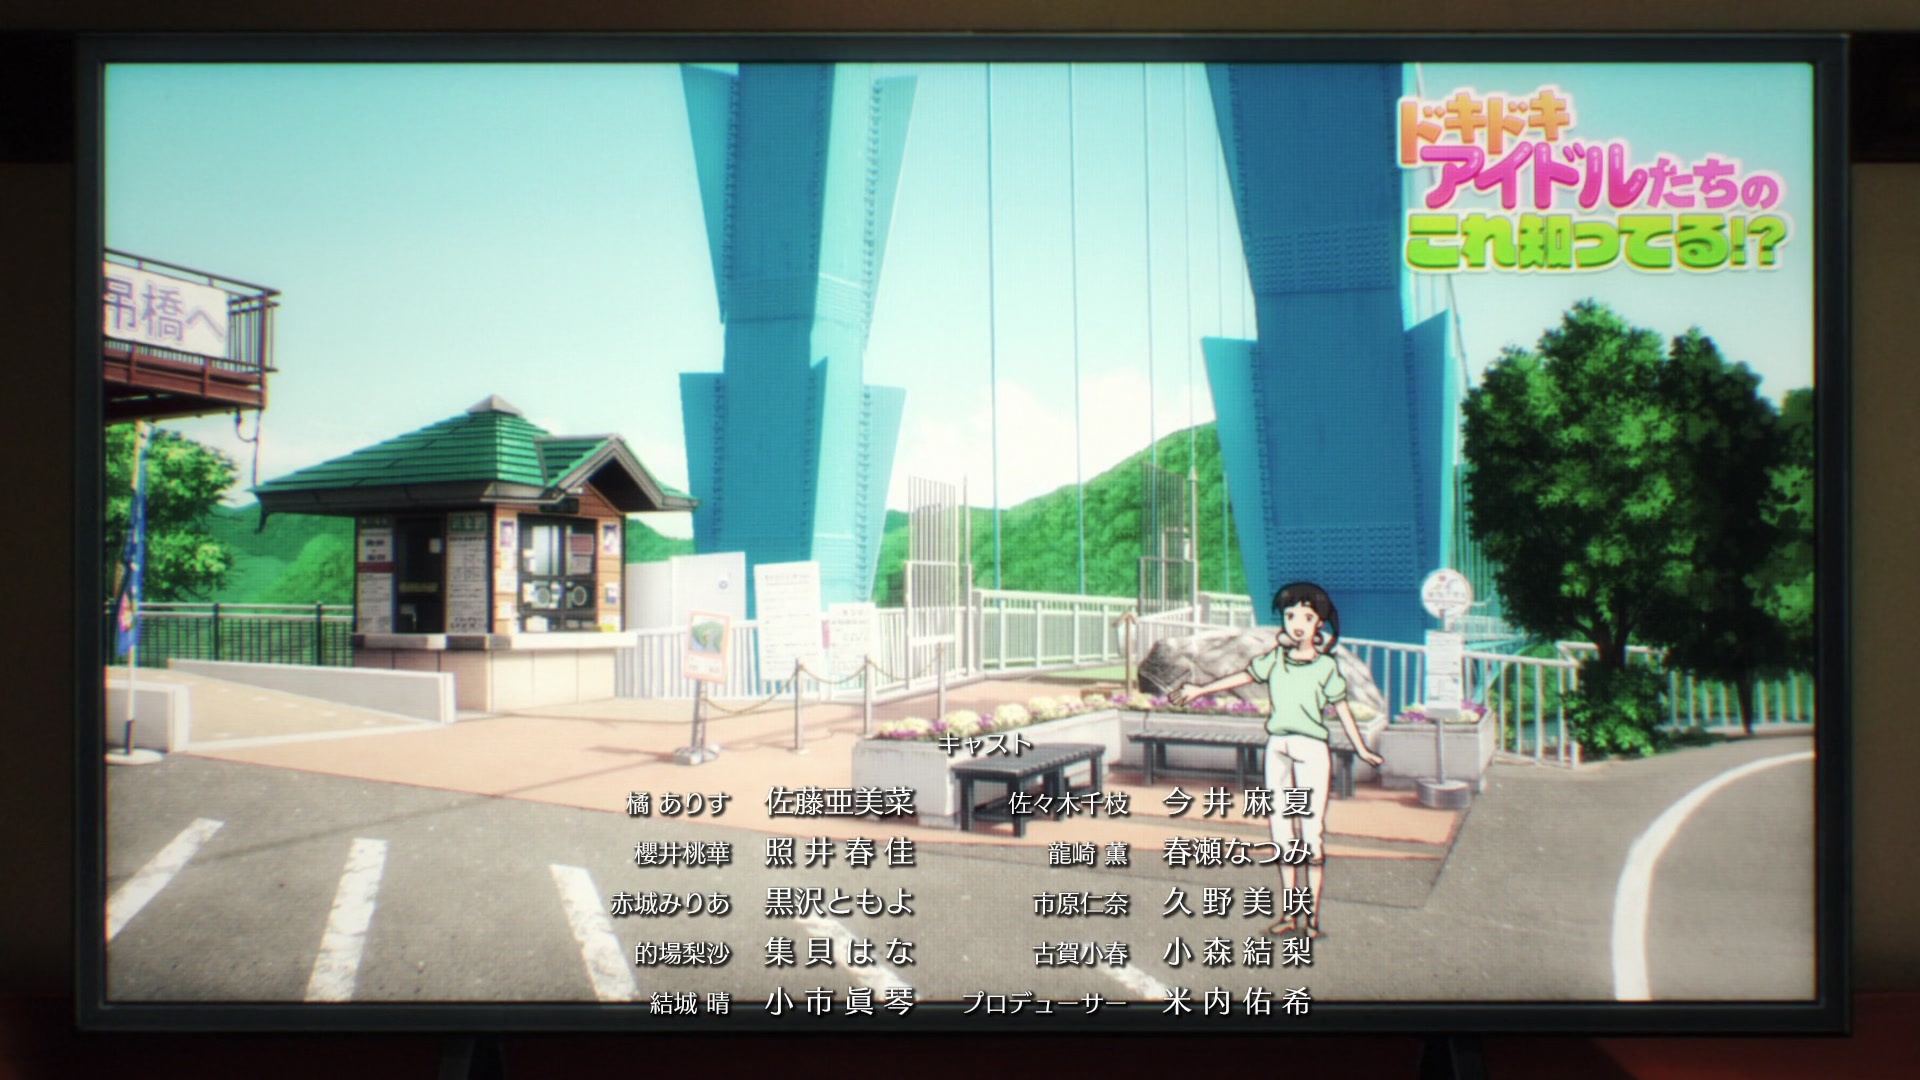 ドキドキ
アイドルたちの
これ知ってる!?
吊橋へ
キャスト
橘 ありす 佐藤亜美菜 佐々木千枝 今井麻夏
櫻井桃華 照井春佳 龍崎 薫 春瀬なつみ
赤城みりあ 黒沢ともよ 市原仁奈 久野美咲
的場梨沙 集貝はな 古賀小春 小森結梨
結城 晴 小市眞琴 プロデューサー 米内佑希